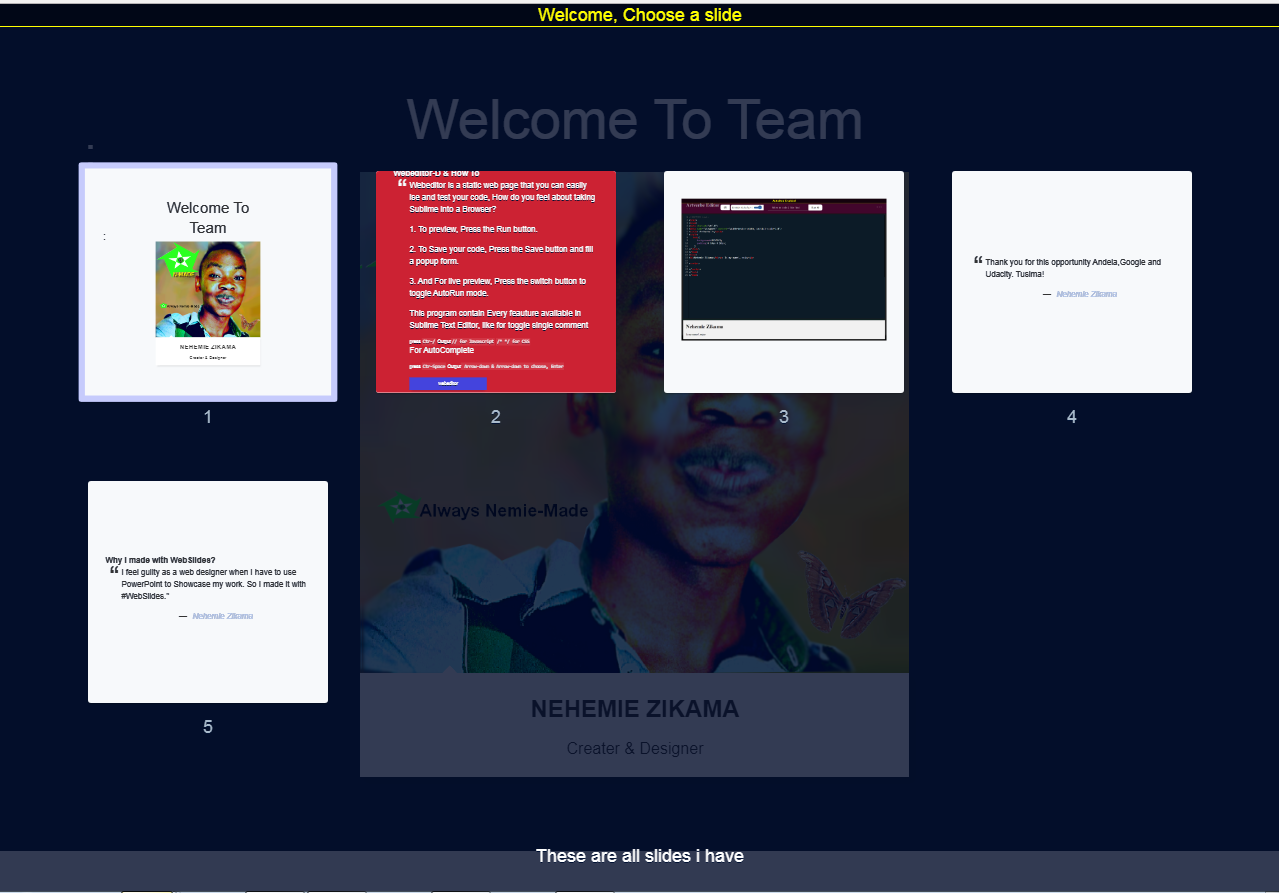 Welcome, Choose a slide
Welcome To Team
Welcome To
Team
:
NEHEMIE ZIKAMA
Creater & Designer
1
Webeditor-D & How To
“ Webeditor is a static web page that you can easily
ise and test your code, How do you feel about taking
Sublime into a Browser?
1. To preview, Press the Run button.
2. To Save your code, Press the Save button and fill
a popup form.
3. And For live preview, Press the switch button to
toggle AutoRun mode.
This program contain Every feauture available in
Sublime Text Editor, like for toggle single comment
press Ctr-/ Output// for Javascript /* */ for CSS
For AutoComplete
press Ctr-Space Output Arrow-down & Arrow-down to choose, Enter
webeditor
2
Nehemie Zikama
3
“ Thank you for this opportunity Andela,Google and
Udacity. Tusima!
— Nehemie Zikama
4
Always Nemie-Made
Why I made with WebSlides?
“ I feel guilty as a web designer when I have to use
PowerPoint to Showcase my work. So I made it with
#WebSlides."
— Nehemie Zikama
5
NEHEMIE ZIKAMA
Creater & Designer
These are all slides i have